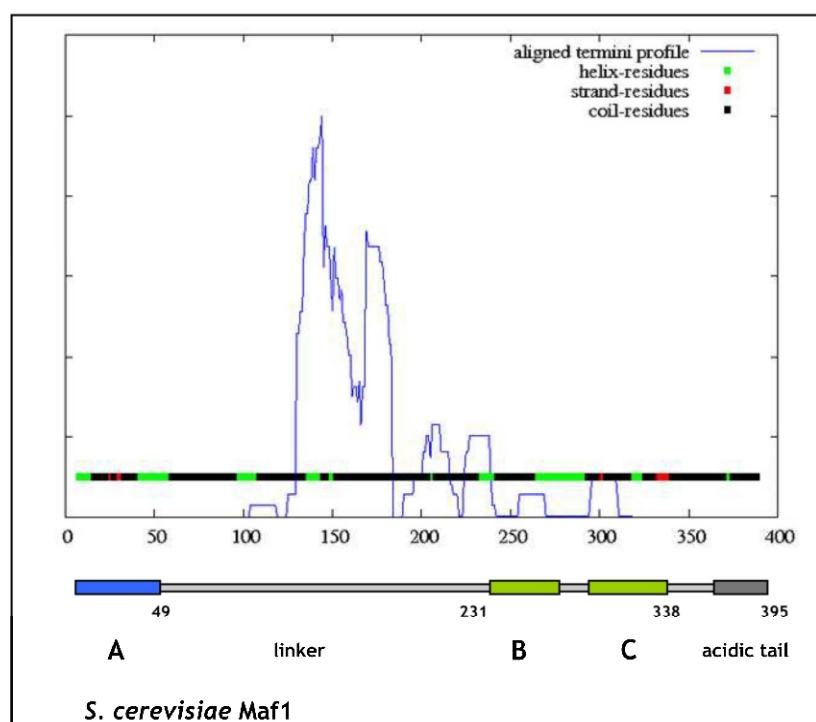 aligned termini profile
helix-residues
strand-residues
coil-residues
0 50 100 150 200 250 300 350 400
49 231 338 395
A linker B C acidic tail
S. cerevisiae Maf1